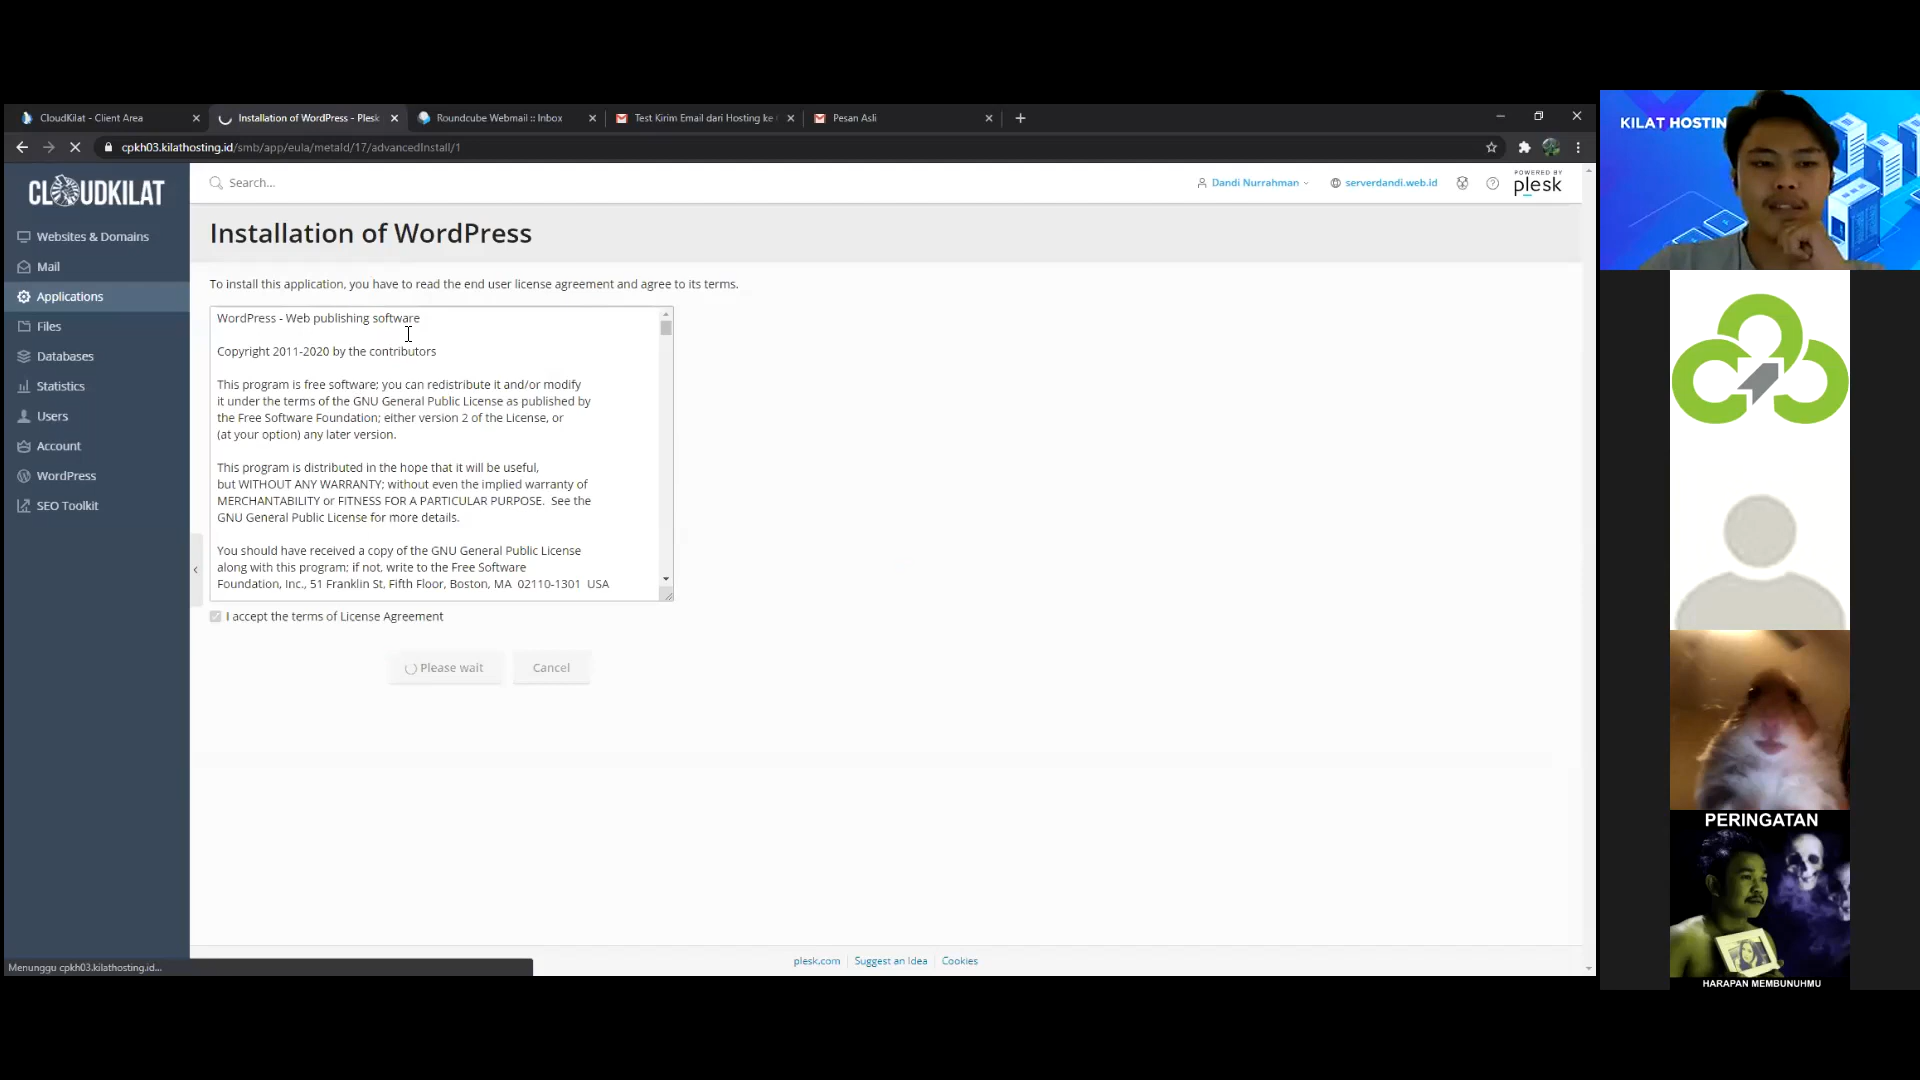 CloudKilat - Client Area
Installation of WordPress - Plesk
Roundcube Webmail :: Inbox
Test Kirim Email dari Hosting ke
Pesan Asli
cpkh03.kilathosting.id/smb/app/eula/metaId/17/advancedInstall/1
CLOUDKILAT
Search...
Dandi Nurrahman
serverdandi.web.id
POWERED BY
plesk
Websites & Domains
Mail
Applications
Files
Databases
Statistics
Users
Account
WordPress
SEO Toolkit
Installation of WordPress
To install this application, you have to read the end user license agreement and agree to its terms.
WordPress - Web publishing software
Copyright 2011-2020 by the contributors
This program is free software; you can redistribute it and/or modify
it under the terms of the GNU General Public License as published by
the Free Software Foundation; either version 2 of the License, or
(at your option) any later version.
This program is distributed in the hope that it will be useful,
but WITHOUT ANY WARRANTY; without even the implied warranty of
MERCHANTABILITY or FITNESS FOR A PARTICULAR PURPOSE.  See the
GNU General Public License for more details.
You should have received a copy of the GNU General Public License
along with this program; if not, write to the Free Software
Foundation, Inc., 51 Franklin St, Fifth Floor, Boston, MA  02110-1301  USA
I accept the terms of License Agreement
Please wait
Cancel
plesk.com
Suggest an Idea
Cookies
Menunggu cpkh03.kilathosting.id...
KILAT HOSTIN
PERINGATAN
HARAPAN MEMBUNUHMU